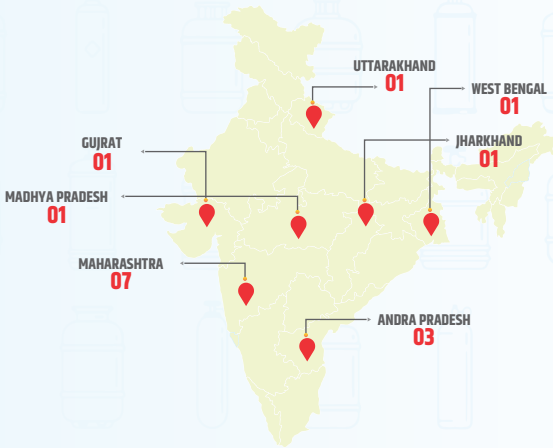 UTTARAKHAND
01
WEST BENGAL
01
JHARKHAND
01
GUJRAT
01
MADHYA PRADESH
01
MAHARASHTRA
07
ANDRA PRADESH
03